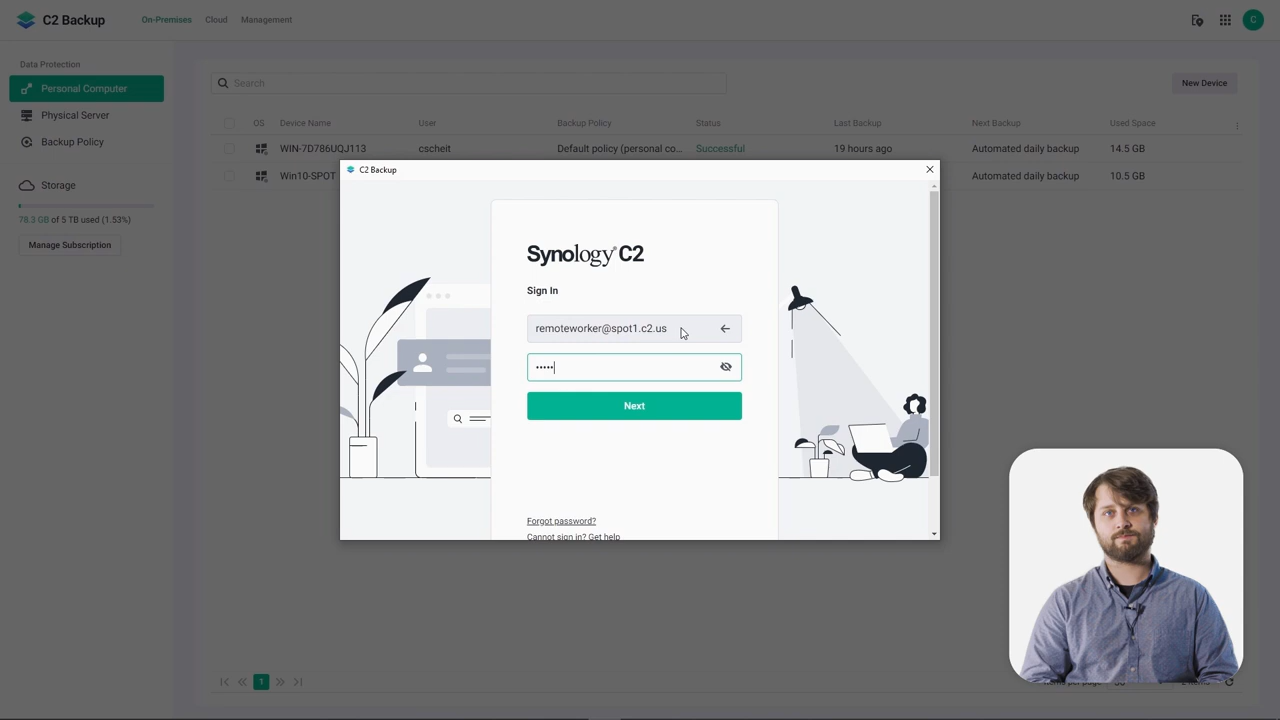 C2 Backup
On-Premises Cloud Management
C
Data Protection
Personal Computer
Physical Server
Backup Policy
Storage
78.3 GB of 5 TB used (1.53%)
Manage Subscription
Search
New Device
OS Device Name User Backup Policy Status Last Backup Next Backup Used Space
WIN-7D786UQJ113 cscheit Default policy (personal co... Successful 19 hours ago Automated daily backup 14.5 GB
Win10-SPOT Automated daily backup 10.5 GB
C2 Backup
Synology C2
Sign In
remoteworker@spot1.c2.us
•••••
Next
Forgot password?
Cannot sign in? Get help
1